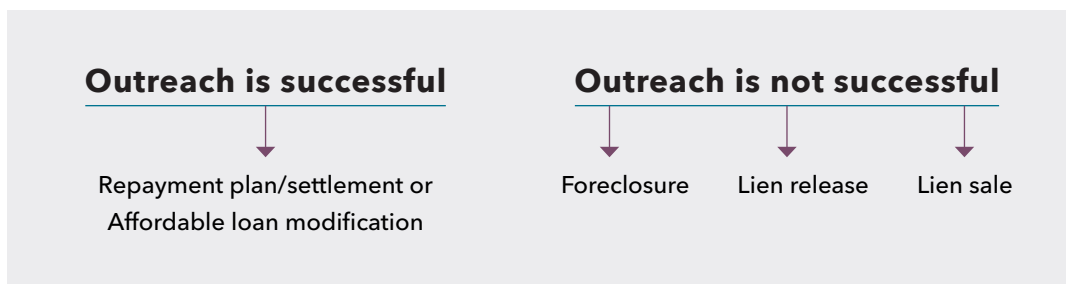 Outreach is successful
Repayment plan/settlement or
Affordable loan modification
Outreach is not successful
Foreclosure
Lien release
Lien sale